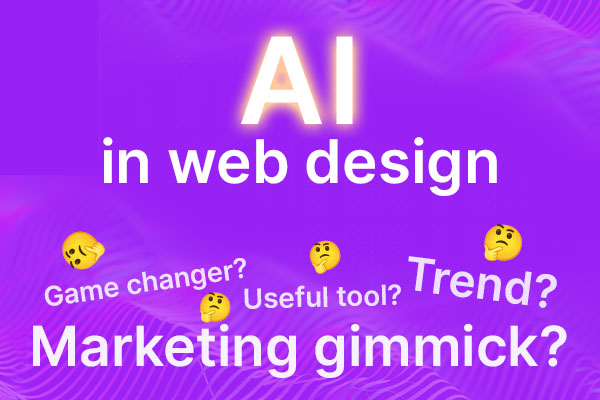 AI
in web design
Game changer?
Useful tool?
Trend?
Marketing gimmick?